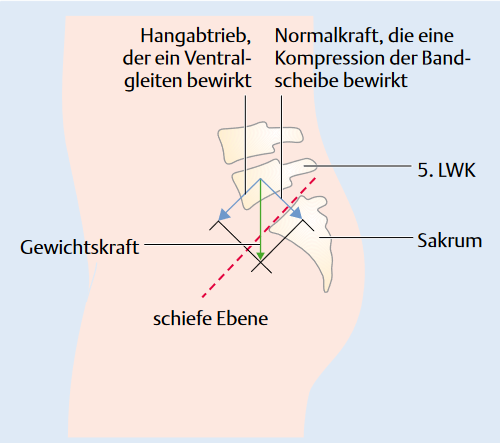 Hangabtrieb,
der ein Ventral-
gleiten bewirkt
Normalkraft, die eine
Kompression der Band-
scheibe bewirkt
5. LWK
Sakrum
Gewichtskraft
schiefe Ebene